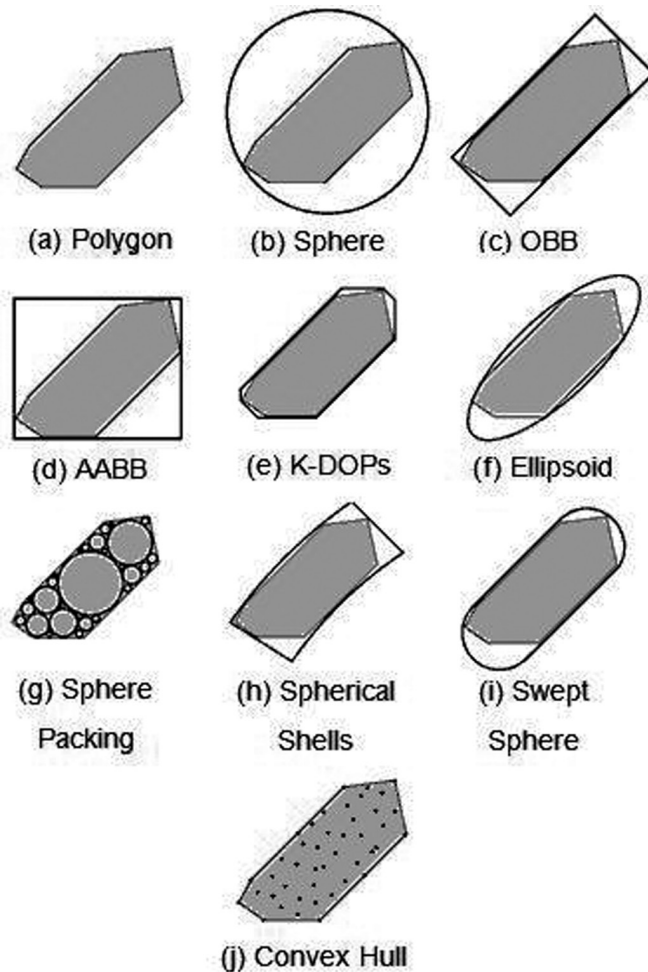 (a) Polygon
(b) Sphere
(c) OBB
(d) AABB
(e) K-DOPs
(f) Ellipsoid
(g) Sphere
Packing
(h) Spherical
Shells
(i) Swept
Sphere
(j) Convex Hull